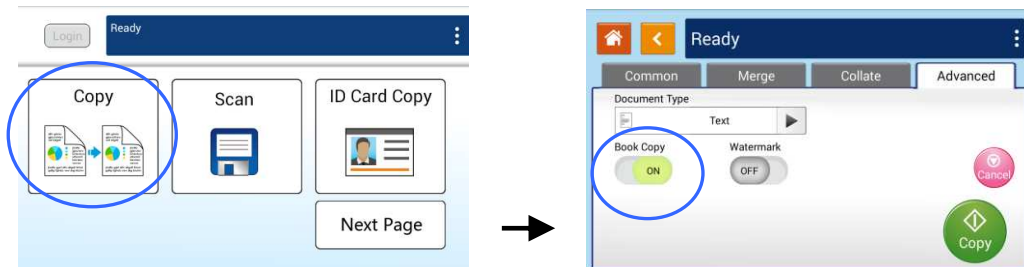 Login
Ready
Copy
Scan
ID Card Copy
Next Page
Ready
Common
Merge
Collate
Advanced
Document Type
Text
Book Copy
Watermark
ON
OFF
Cancel
Copy